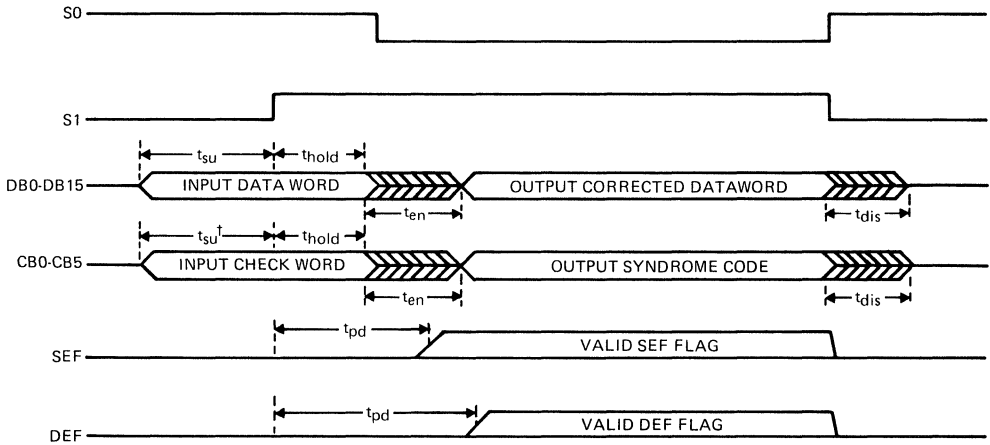 S0
S1
tsu thold
DB0-DB15 INPUT DATA WORD OUTPUT CORRECTED DATAWORD
ten tdis
tsu† thold
CB0-CB5 INPUT CHECK WORD OUTPUT SYNDROME CODE
ten tdis
tpd
SEF VALID SEF FLAG
tpd
DEF VALID DEF FLAG